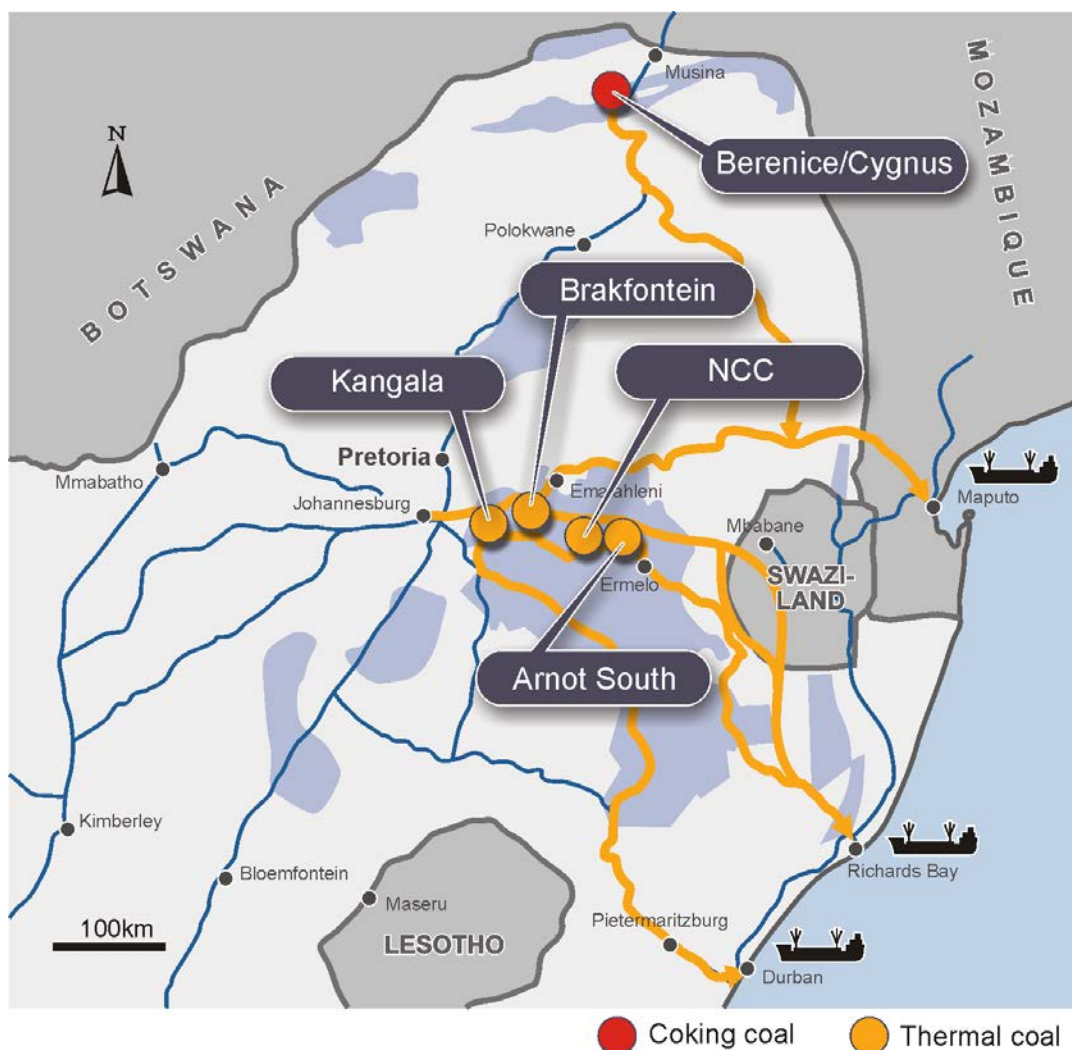 Musina
MOZAMBIQUE
N
Berenice/Cygnus
BOTSWANA
Polokwane
Brakfontein
Kangala
NCC
Pretoria
Mmabatho
Johannesburg
Maputo
Mbabane
SWAZI-
LAND
Ermelo
Arnot South
Kimberley
Bloemfontein
Richards Bay
Maseru
100km
Pietermaritzburg
LESOTHO
Durban
Coking coal
Thermal coal